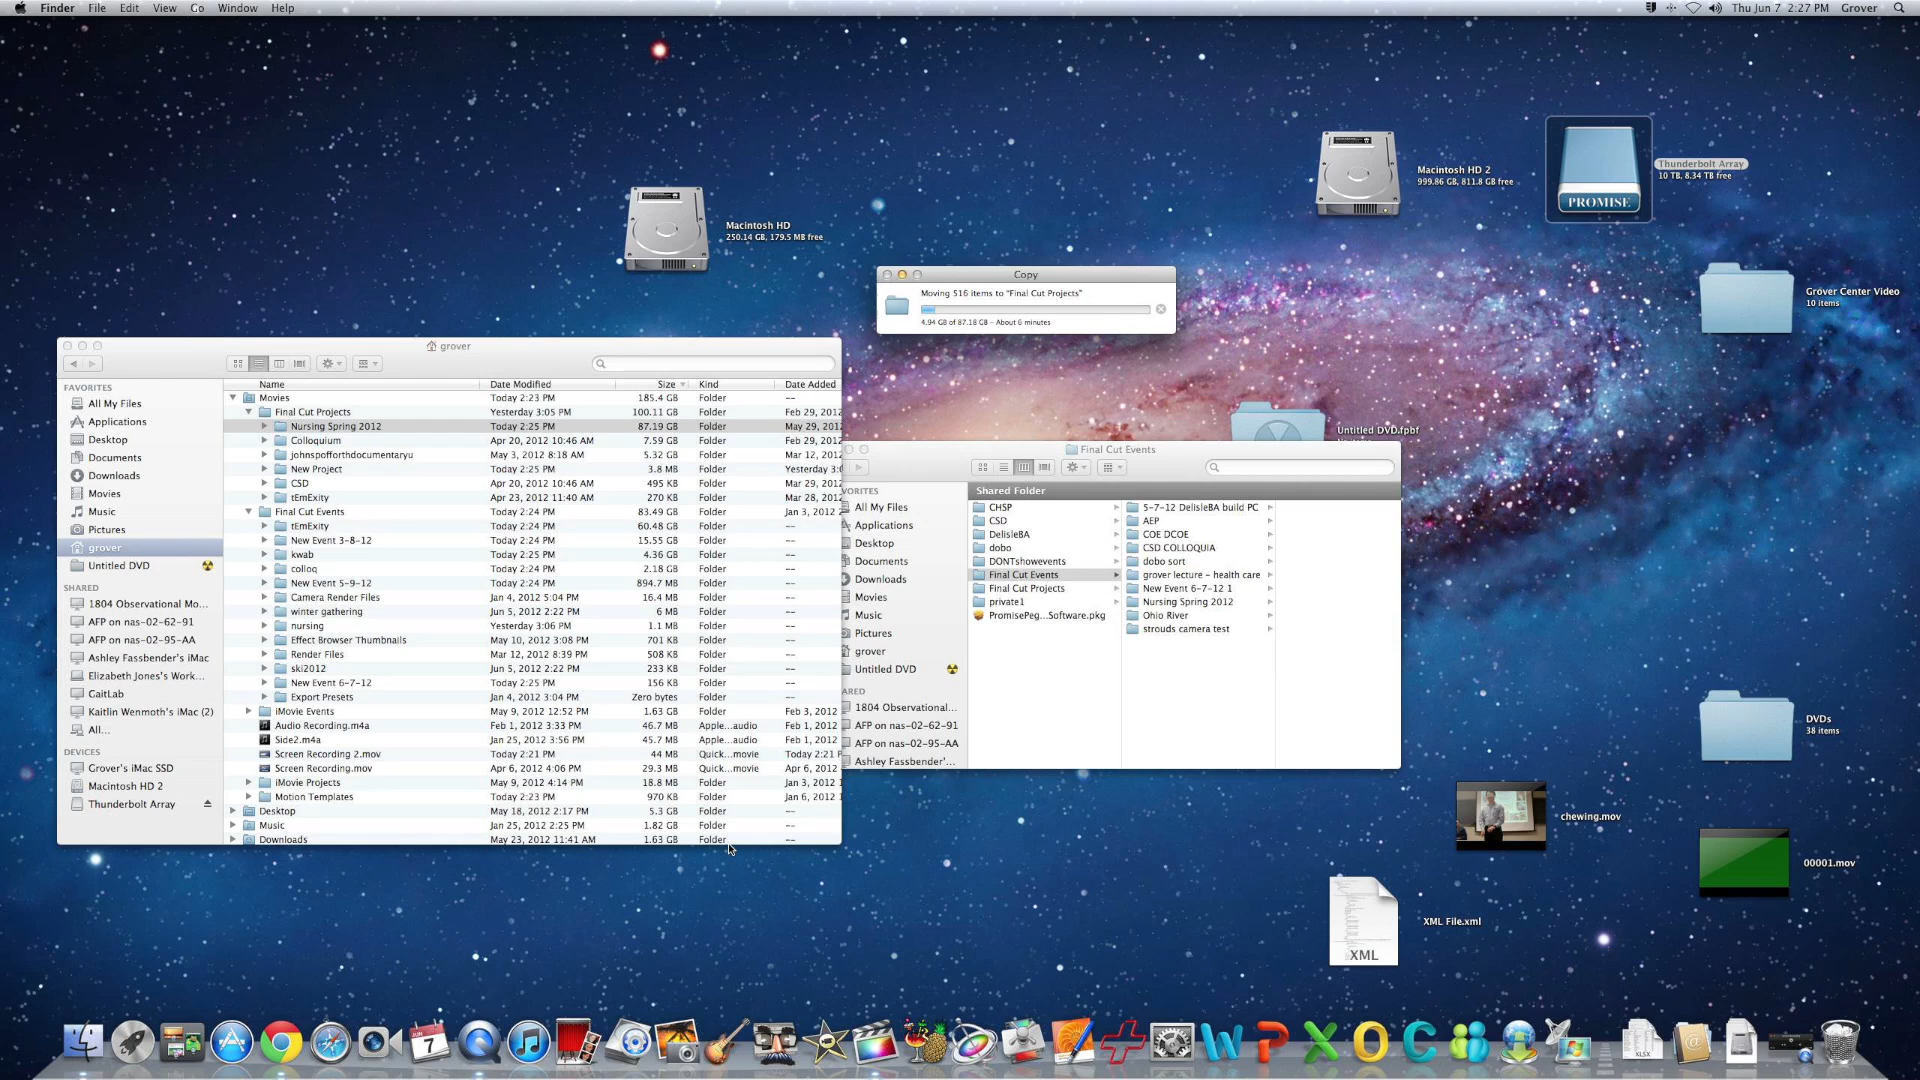 Finder File Edit View Go Window Help
Thu Jun 7 2:27 PM Grover
Macintosh HD
250.14 GB, 179.5 MB free
Macintosh HD 2
999.86 GB, 811.8 GB free
PROMISE
Thunderbolt Array
10 TB, 8.34 TB free
Grover Center Video
10 items
Copy
Moving 516 items to "Final Cut Projects"
4.94 GB of 87.18 GB - About 6 minutes
Untitled DVD.fpbf
grover
FAVORITES
All My Files
Applications
Desktop
Documents
Downloads
Movies
Music
Pictures
grover
Untitled DVD
SHARED
1804 Observational Mo...
AFP on nas-02-62-91
AFP on nas-02-95-AA
Ashley Fassbender's iMac
Elizabeth Jones's Work...
GaitLab
Kaitlin Wenmoth's iMac (2)
All...
DEVICES
Grover's iMac SSD
Macintosh HD 2
Thunderbolt Array
Name Date Modified Size Kind Date Added
Movies Today 2:23 PM 185.4 GB Folder --
Final Cut Projects Yesterday 3:05 PM 100.11 GB Folder Feb 29, 2012
Nursing Spring 2012 Today 2:25 PM 87.19 GB Folder May 29, 201
Colloquium Apr 20, 2012 10:46 AM 7.59 GB Folder Feb 29, 2012
johnspofforthdocumentaryu May 3, 2012 8:18 AM 5.32 GB Folder Mar 12, 201
New Project Today 2:25 PM 3.8 MB Folder Yesterday 3:
CSD Apr 20, 2012 10:46 AM 495 KB Folder Mar 29, 201
tEmExity Apr 23, 2012 11:40 AM 270 KB Folder Mar 28, 201
Final Cut Events Today 2:24 PM 83.49 GB Folder Jan 3, 2012
tEmExity Today 2:24 PM 60.48 GB Folder --
New Event 3-8-12 Today 2:24 PM 15.55 GB Folder --
kwab Today 2:25 PM 4.36 GB Folder --
colloq Today 2:24 PM 2.18 GB Folder --
New Event 5-9-12 Today 2:24 PM 894.7 MB Folder --
Camera Render Files Jan 4, 2012 5:04 PM 16.4 MB Folder --
winter gathering Jun 5, 2012 2:22 PM 6 MB Folder --
nursing Yesterday 3:06 PM 1.1 MB Folder --
Effect Browser Thumbnails May 10, 2012 3:08 PM 701 KB Folder --
Render Files Mar 12, 2012 8:39 PM 508 KB Folder --
ski2012 Jun 5, 2012 2:22 PM 233 KB Folder --
New Event 6-7-12 Today 2:25 PM 156 KB Folder --
Export Presets Jan 4, 2012 3:04 PM Zero bytes Folder --
iMovie Events May 9, 2012 12:52 PM 1.63 GB Folder Feb 3, 2012
Audio Recording.m4a Feb 1, 2012 3:33 PM 46.7 MB Apple...audio Feb 1, 2012
Side2.m4a Jan 25, 2012 3:56 PM 45.7 MB Apple...audio Feb 1, 2012
Screen Recording 2.mov Today 2:21 PM 44 MB Quick...movie Today 2:21 P
Screen Recording.mov Apr 6, 2012 4:06 PM 29.3 MB Quick...movie Apr 6, 2012
iMovie Projects May 9, 2012 4:14 PM 18.8 MB Folder Jan 3, 2012
Motion Templates Today 2:23 PM 970 KB Folder Jan 6, 2012
Desktop May 18, 2012 2:17 PM 5.3 GB Folder --
Music Jan 25, 2012 2:25 PM 1.82 GB Folder --
Downloads May 23, 2012 11:41 AM 1.63 GB Folder --
Final Cut Events
VORITES
All My Files
Applications
Desktop
Documents
Downloads
Movies
Music
Pictures
grover
Untitled DVD
ARED
1804 Observational...
AFP on nas-02-62-91
AFP on nas-02-95-AA
Ashley Fassbender'...
Shared Folder
CHSP
CSD
DelisleBA
dobo
DONTshowevents
Final Cut Events
Final Cut Projects
private1
PromisePeg...Software.pkg
5-7-12 DelisleBA build PC
AEP
COE DCOE
CSD COLLOQUIA
dobo sort
grover lecture - health care
New Event 6-7-12 1
Nursing Spring 2012
Ohio River
strouds camera test
DVDs
38 items
chewing.mov
00001.mov
XML File.xml
XML
JUN
7
XLSX